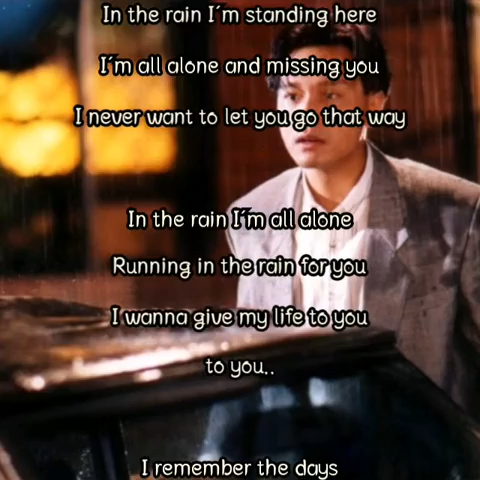 In the rain I´m standing here
I´m all alone and missing you
I never want to let you go that way
In the rain I´m all alone
Running in the rain for you
I wanna give my life to you
to you..
I remember the days